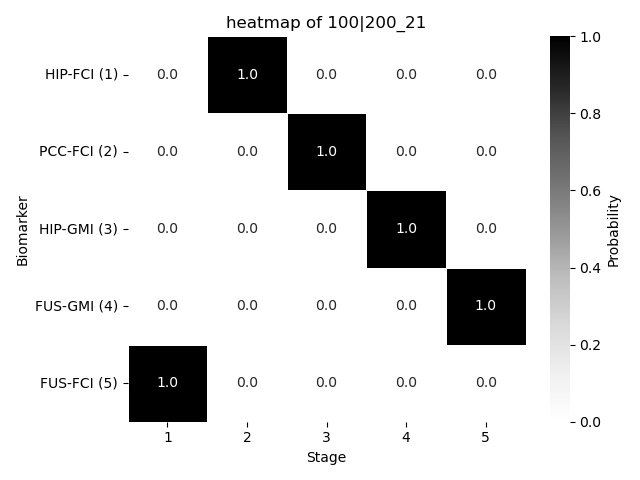 heatmap of 100|200_21
HIP-FCI (1) 0.0 1.0 0.0 0.0 0.0
PCC-FCI (2) 0.0 0.0 1.0 0.0 0.0
HIP-GMI (3) 0.0 0.0 0.0 1.0 0.0
FUS-GMI (4) 0.0 0.0 0.0 0.0 1.0
FUS-FCI (5) 1.0 0.0 0.0 0.0 0.0
1 2 3 4 5
Stage
Biomarker
1.0
0.8
0.6
0.4
0.2
0.0
Probability